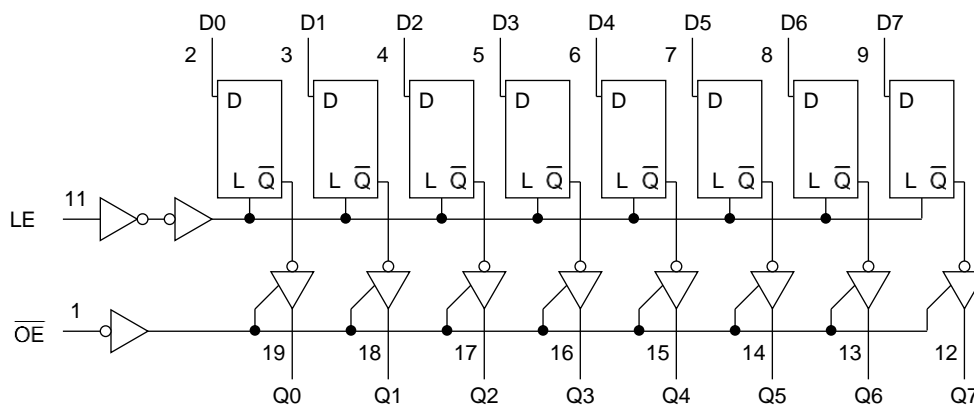 D0 D1 D2 D3 D4 D5 D6 D7
2 3 4 5 6 7 8 9
D D D D D D D D
L Q̅ L Q̅ L Q̅ L Q̅ L Q̅ L Q̅ L Q̅ L Q̅
11
LE
1
O̅E̅
19 18 17 16 15 14 13 12
Q0 Q1 Q2 Q3 Q4 Q5 Q6 Q7